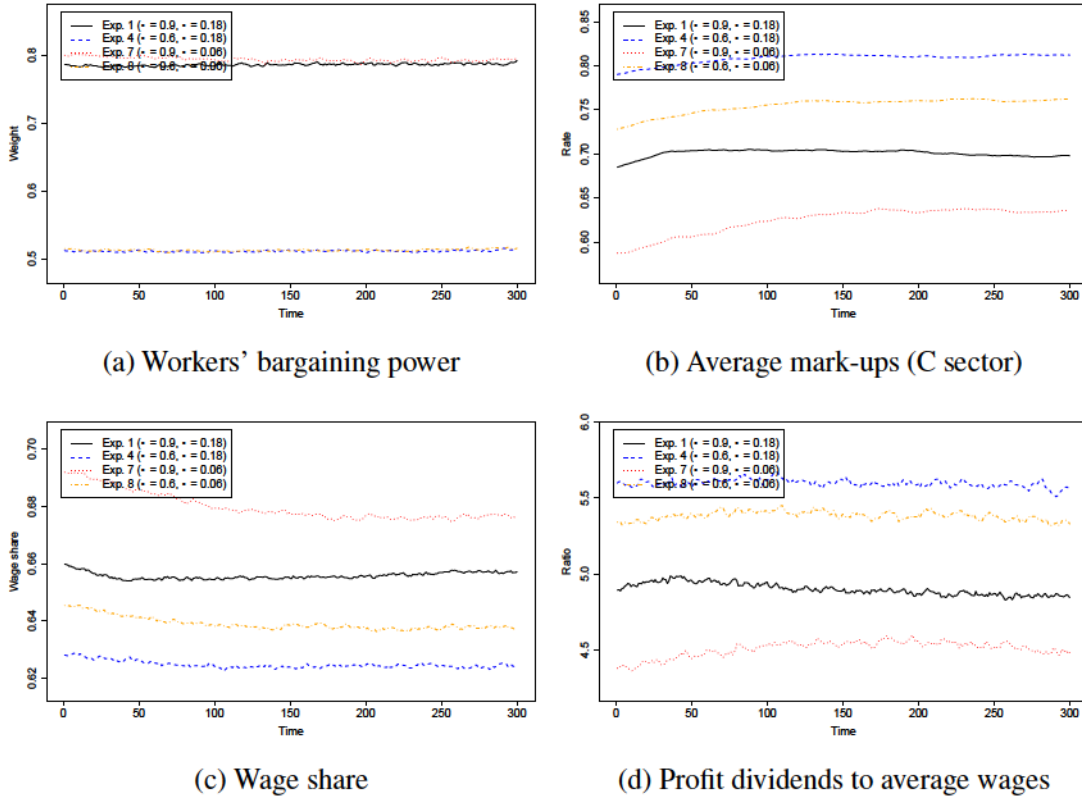 Exp. 1 (• = 0.9, • = 0.18)
Exp. 4 (• = 0.6, • = 0.18)
Exp. 7 (• = 0.9, • = 0.06)
Exp. 8 (• = 0.6, • = 0.06)
Weight
0.8
0.7
0.6
0.5
0 50 100 150 200 250 300
Time
(a) Workers’ bargaining power
Exp. 1 (• = 0.9, • = 0.18)
Exp. 4 (• = 0.6, • = 0.18)
Exp. 7 (• = 0.9, • = 0.06)
Exp. 8 (• = 0.6, • = 0.06)
Rate
0.85
0.80
0.75
0.70
0.65
0.60
0 50 100 150 200 250 300
Time
(b) Average mark-ups (C sector)
Exp. 1 (• = 0.9, • = 0.18)
Exp. 4 (• = 0.6, • = 0.18)
Exp. 7 (• = 0.9, • = 0.06)
Exp. 8 (• = 0.6, • = 0.06)
Wage share
0.70
0.68
0.66
0.64
0.62
0 50 100 150 200 250 300
Time
(c) Wage share
Exp. 1 (• = 0.9, • = 0.18)
Exp. 4 (• = 0.6, • = 0.18)
Exp. 7 (• = 0.9, • = 0.06)
Exp. 8 (• = 0.6, • = 0.06)
Ratio
6.0
5.5
5.0
4.5
0 50 100 150 200 250 300
Time
(d) Profit dividends to average wages